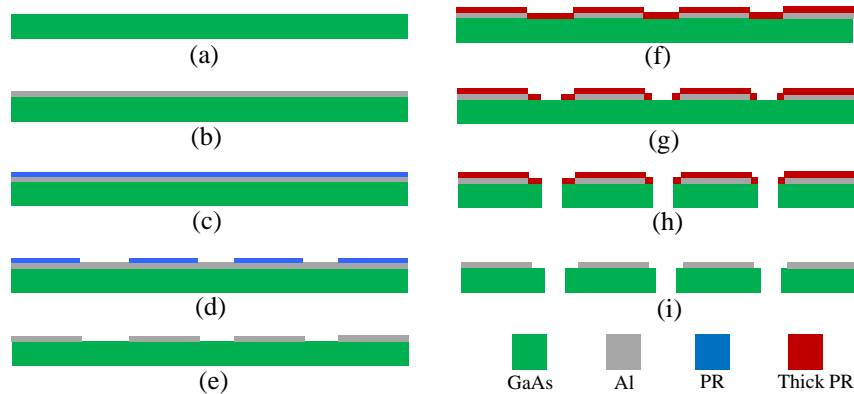 (a)
(b)
(c)
(d)
(e)
(f)
(g)
(h)
(i)
GaAs Al PR Thick PR